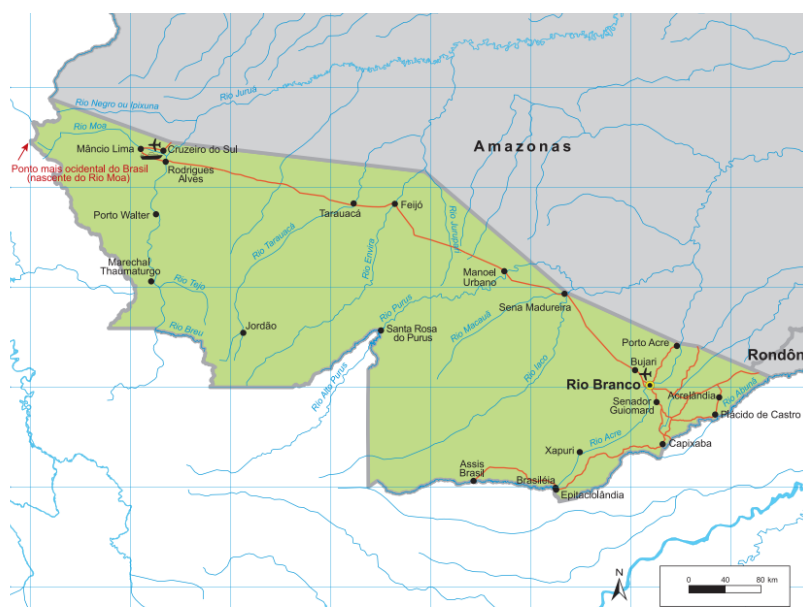 Rio Juruá
Rio Negro ou Ipixuna
Rio Moa
Amazonas
Mâncio Lima
Cruzeiro do Sul
Ponto mais ocidental do Brasil
(nascente do Rio Moa)
Rodrigues
Alves
Porto Walter
Tarauacá
Feijó
Rio Tarauacá
Rio Envira
Rio Jurupari
Marechal
Thaumaturgo
Rio Tejo
Manoel
Urbano
Rio Purus
Sena Madureira
Rio Macauã
Rio Breu
Jordão
Santa Rosa
do Purus
Rio Iaco
Porto Acre
Rondôn
Bujari
Rio Alto Purus
Rio Branco
Acrelândia
Rio Abunã
Senador
Guiomard
Plácido de Castro
Rio Acre
Capixaba
Xapuri
Assis
Brasil
Brasiléia
Epitaciolândia
N
0 40 80 km